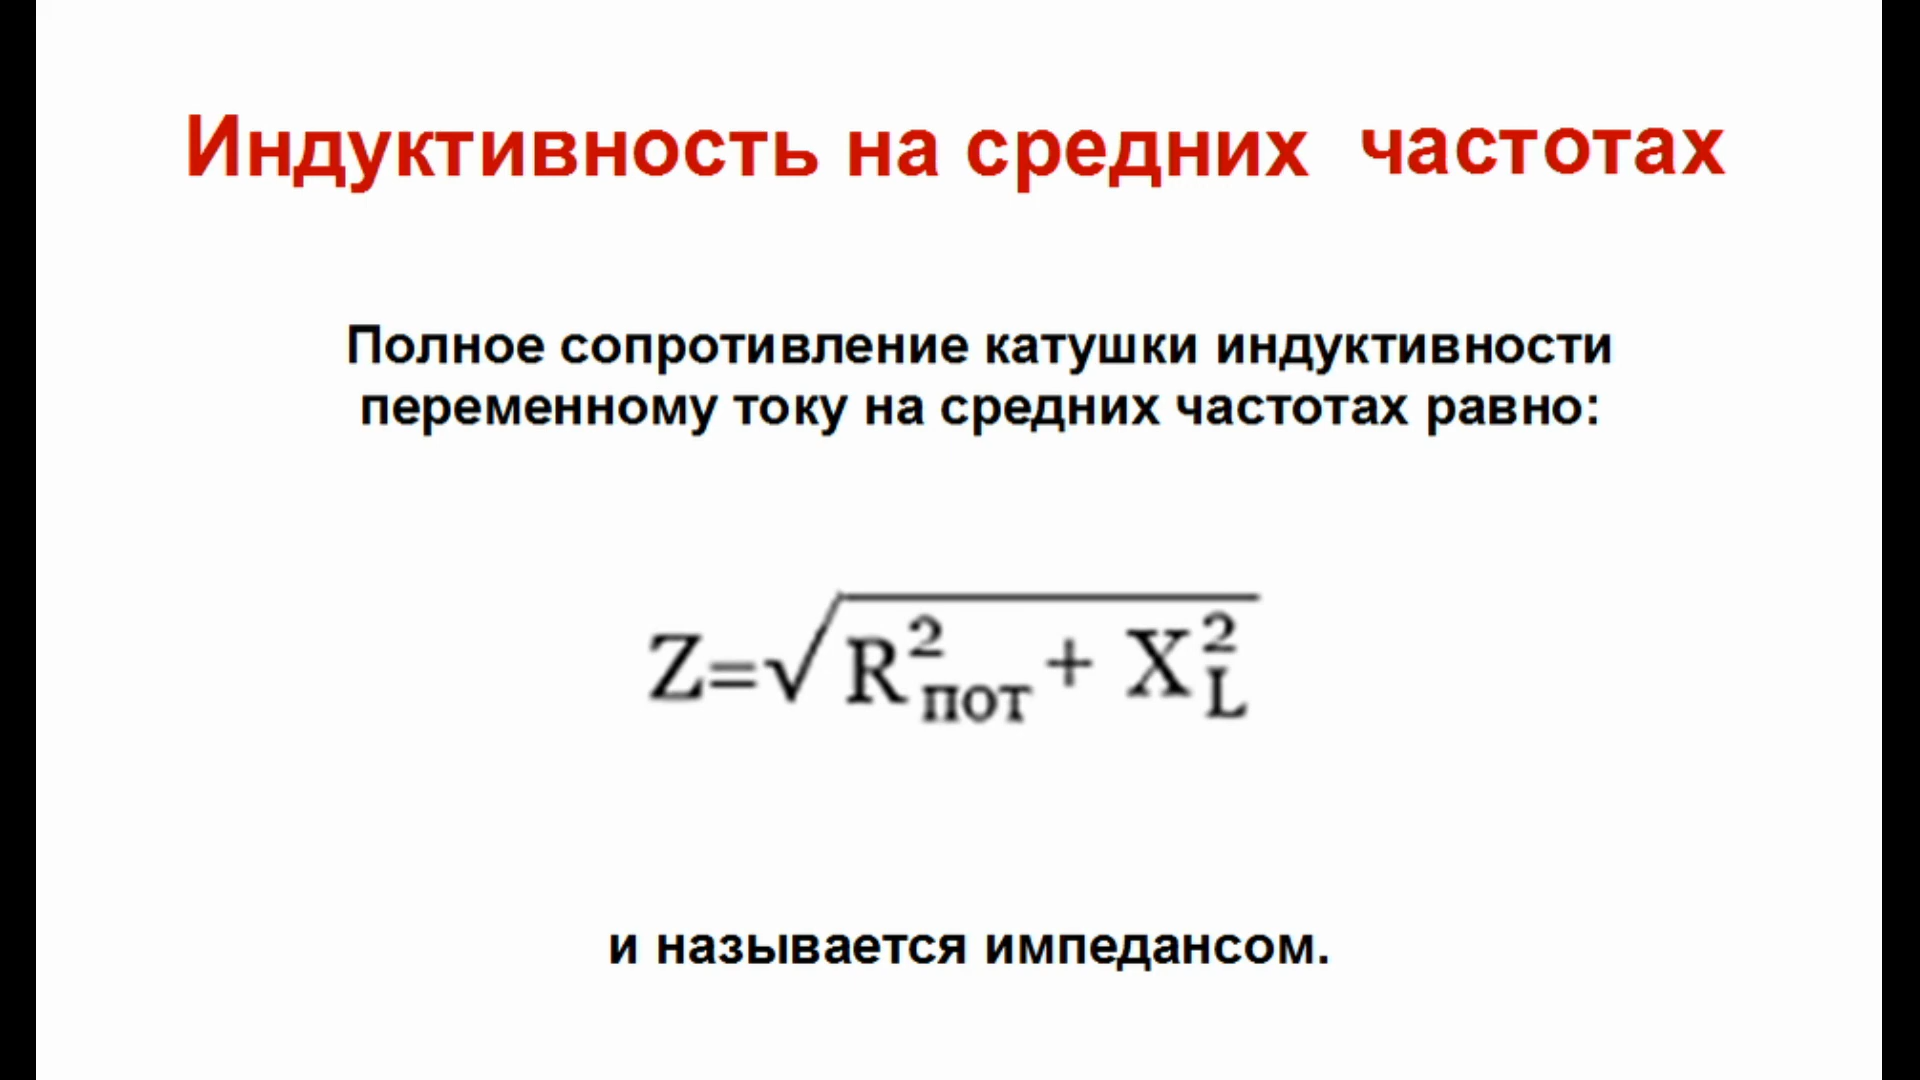 Индуктивность на средних частотах
Полное сопротивление катушки индуктивности
переменному току на средних частотах равно:
Z=√R²пот + X²L
и называется импедансом.